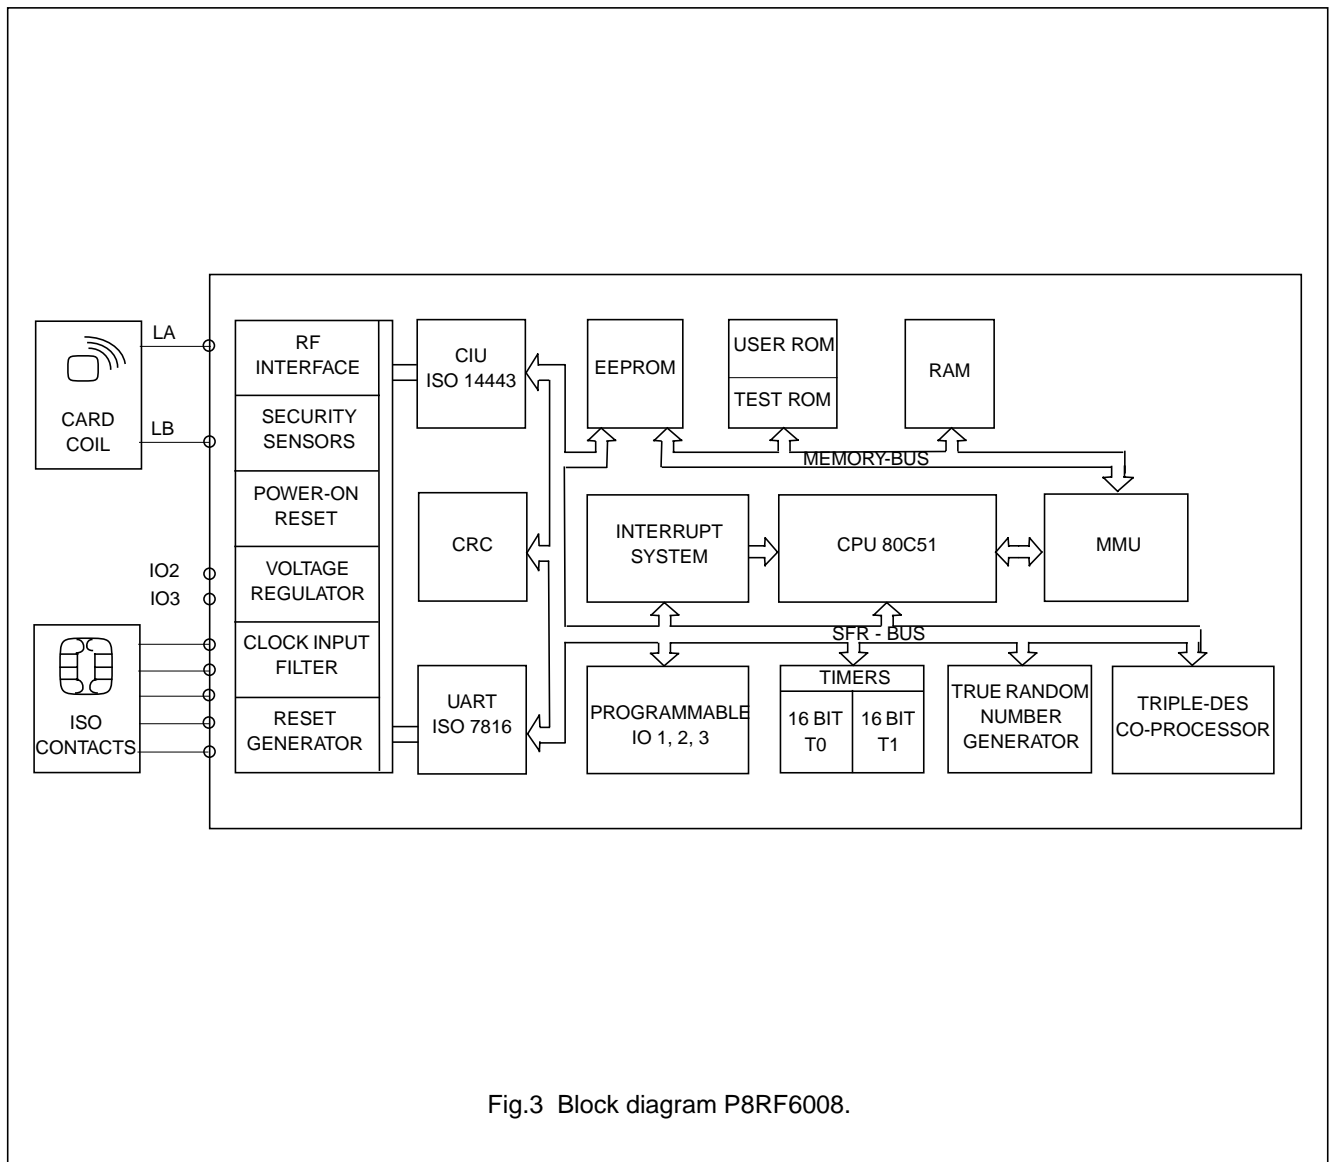 LA
LB
CARD
COIL
IO2
IO3
ISO
CONTACTS
RF
INTERFACE
SECURITY
SENSORS
POWER-ON
RESET
VOLTAGE
REGULATOR
CLOCK INPUT
FILTER
RESET
GENERATOR
CIU
ISO 14443
CRC
UART
ISO 7816
EEPROM
USER ROM
TEST ROM
RAM
MEMORY-BUS
INTERRUPT
SYSTEM
CPU 80C51
MMU
SFR - BUS
PROGRAMMABLE
IO 1, 2, 3
TIMERS
16 BIT
T0
16 BIT
T1
TRUE RANDOM
NUMBER
GENERATOR
TRIPLE-DES
CO-PROCESSOR
Fig.3 Block diagram P8RF6008.